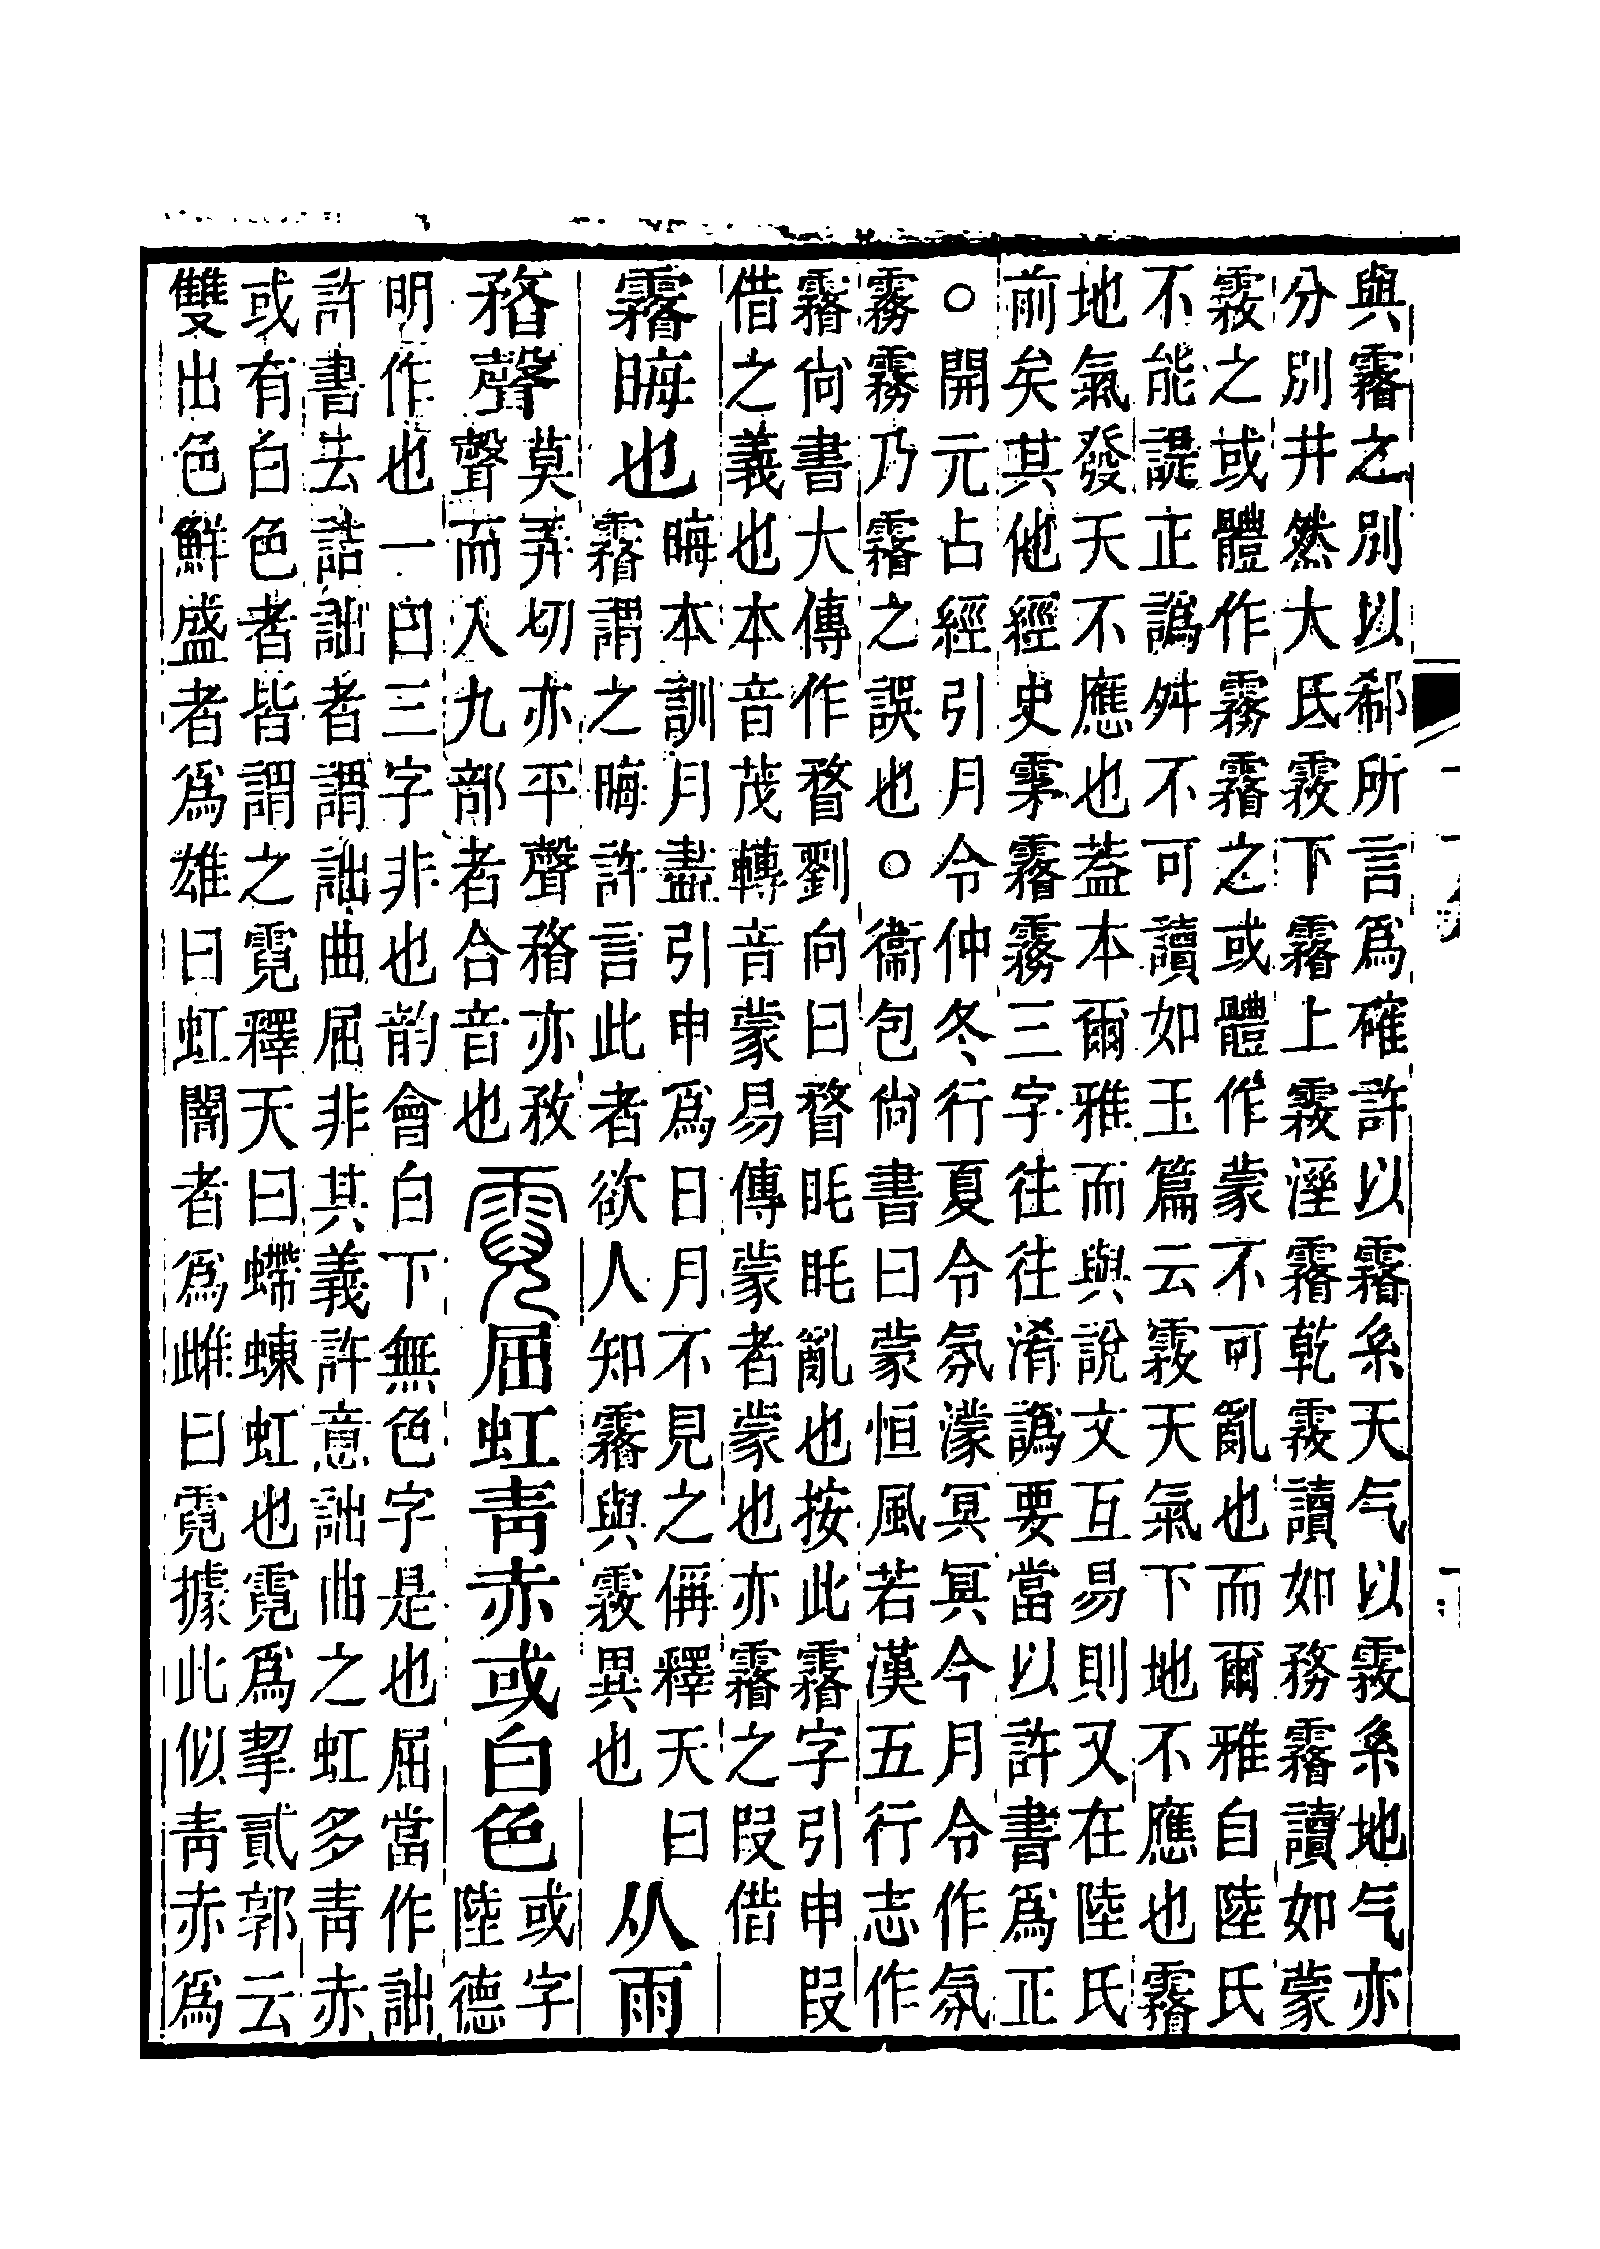 與霿之別以郗所言爲確許以霿系天气以霚系地气亦
分別井然大氐霚下霿上霚溼霿乾霚讀如務霿讀如蒙
霚之或體作霧霿之或體作蒙不可亂也而爾雅自陸氏
不能諟正譌舛不可讀如玉篇云霚天氣下地不應也霿
地氣發天不應也蓋本爾雅而與說文互易則又在陸氏
前矣其他經史雺霿霧三字往往淆譌要當以許書爲正
○開元占經引月令仲冬行夏令氛濛冥冥今月令作氛
霧霧乃霿之誤也○衞包尙書曰蒙恒風若漢五行志作
霿尙書大傳作瞀劉向曰瞀眊眊亂也按此霿字引申叚
借之義也本音茂轉音蒙易傳蒙者蒙也亦霿之叚借
霿晦也
晦本訓月盡引申爲日月不見之偁釋天曰
霿謂之晦許言此者欲人知霿與霚異也
从雨
瞀聲
莫弄切亦平聲瞀亦敄
聲而入九部者合音也
霓屈虹青赤或白色
或字
陸德
明作也一曰三字非也韵會白下無色字是也屈當作詘
許書去詰詘者謂詘曲屈非其義許意詘曲之虹多青赤
或有白色者皆謂之霓釋天曰螮蝀虹也霓爲挈貳郭云
雙出色鮮盛者爲雄曰虹闇者爲雌曰霓據此似青赤爲